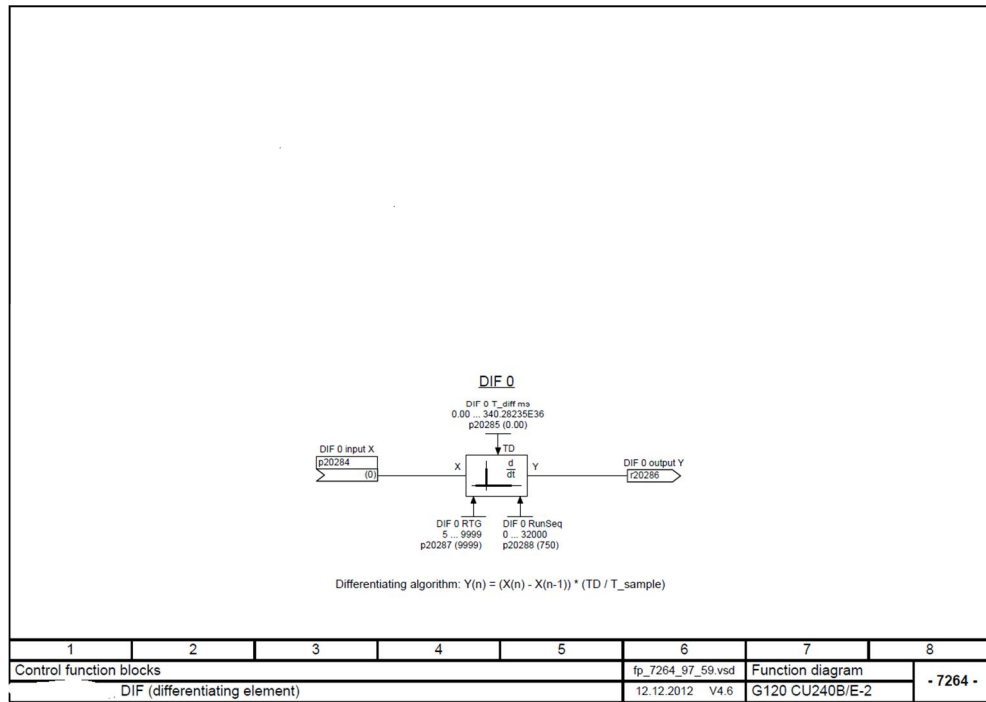 DIF 0
DIF 0 T_diff ms
0.00 ... 340.28235E36
p20285 (0.00)
TD
DIF 0 input X
p20284
(0)
X
d
dt
Y
DIF 0 output Y
r20286
DIF 0 RTG
5 ... 9999
p20287 (9999)
DIF 0 RunSeq
0 ... 32000
p20288 (750)
Differentiating algorithm: Y(n) = (X(n) - X(n-1)) * (TD / T_sample)
1 2 3 4 5 6 7 8
Control function blocks fp_7264_97_59.vsd Function diagram
- 7264 -
DIF (differentiating element) 12.12.2012 V4.6 G120 CU240B/E-2